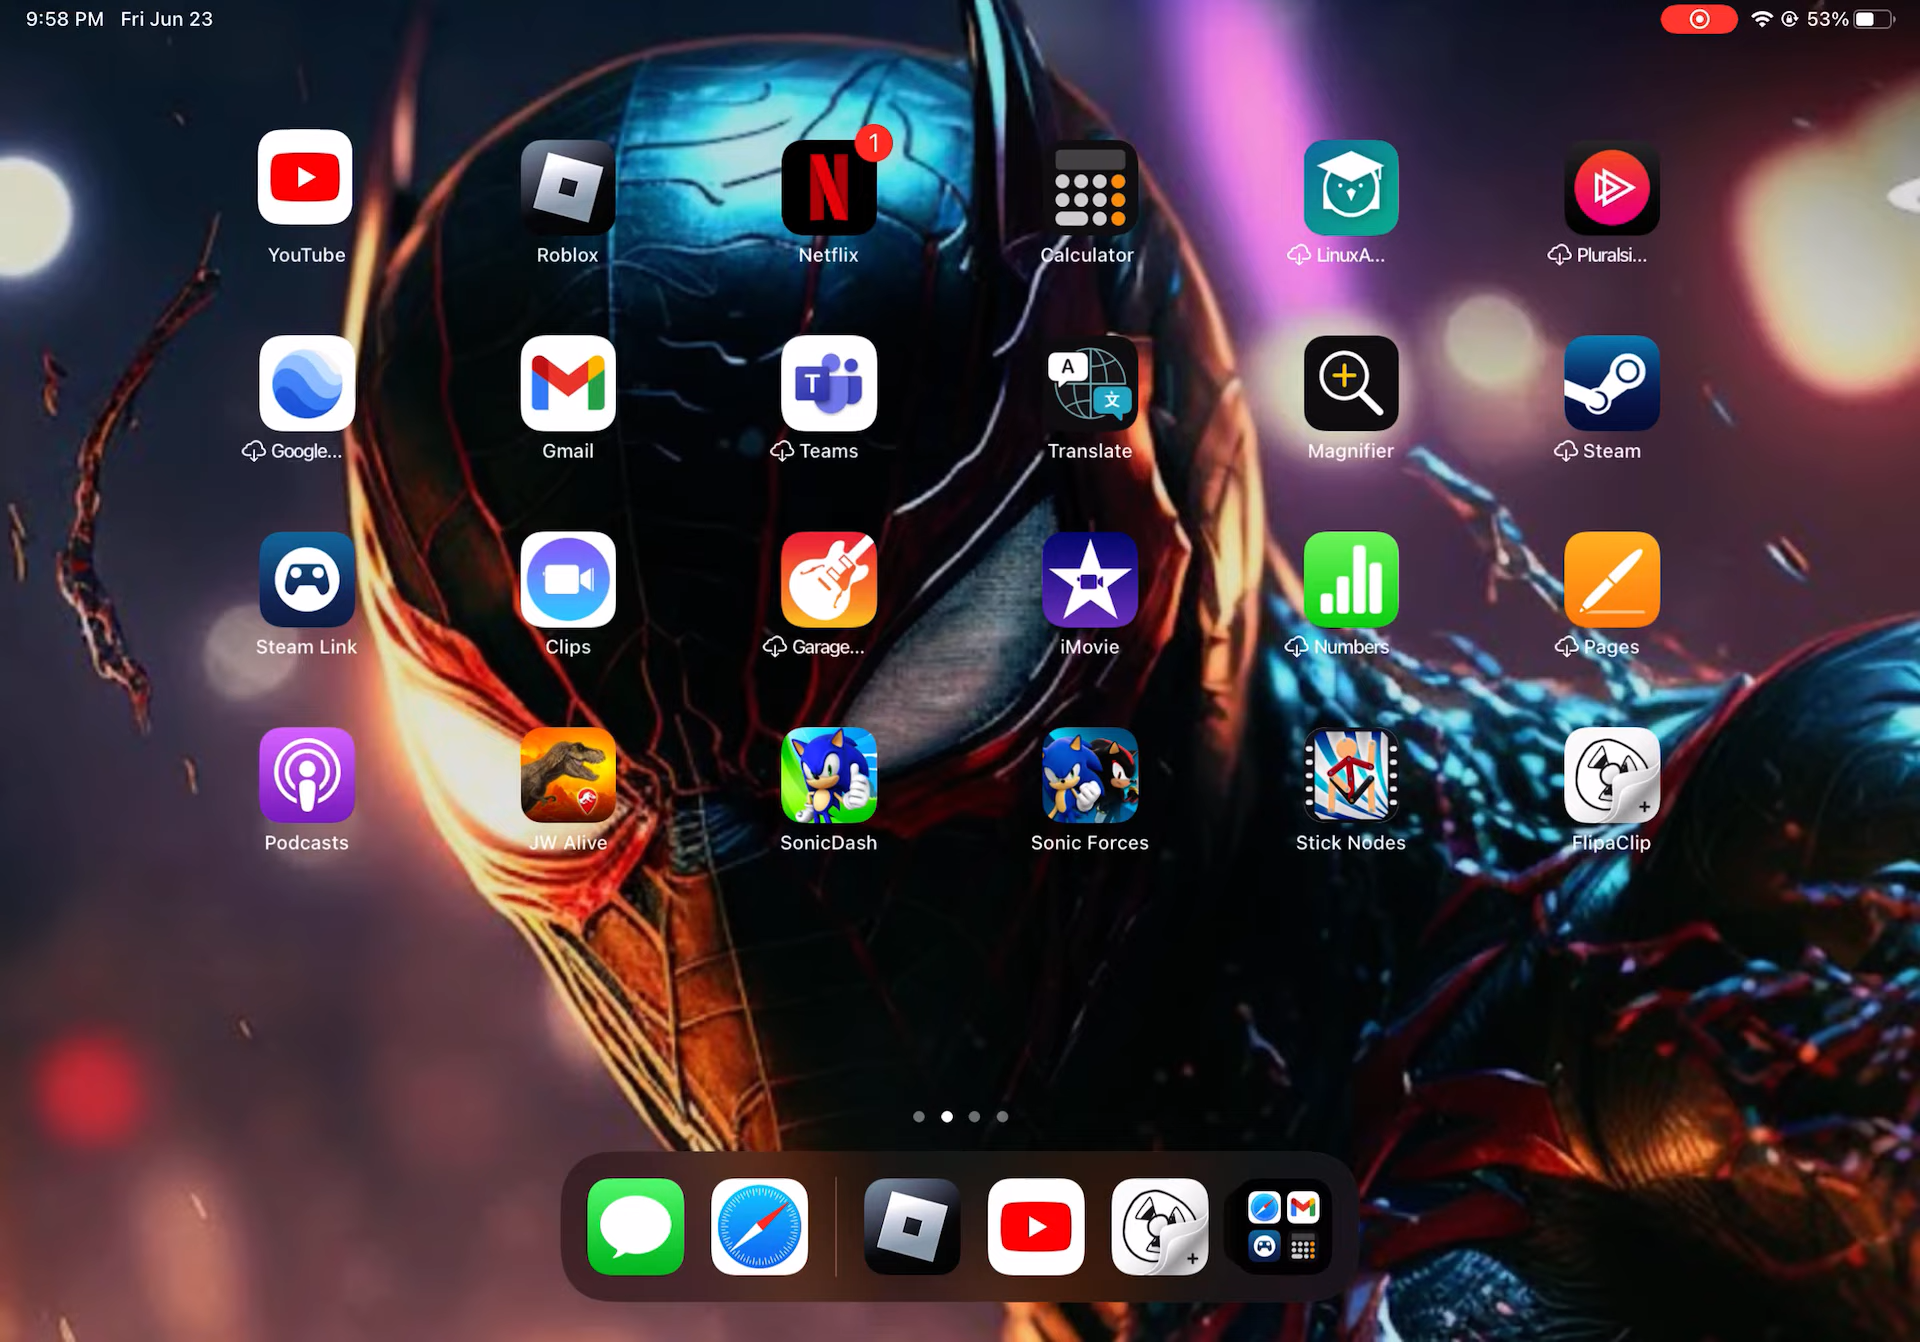 9:58 PM Fri Jun 23
53%
1
YouTube
Roblox
Netflix
Calculator
LinuxA...
Pluralsi...
T
A
文
Google...
Gmail
Teams
Translate
Magnifier
Steam
Steam Link
Clips
Garage...
iMovie
Numbers
Pages
Podcasts
JW Alive
SonicDash
Sonic Forces
Stick Nodes
FlipaClip